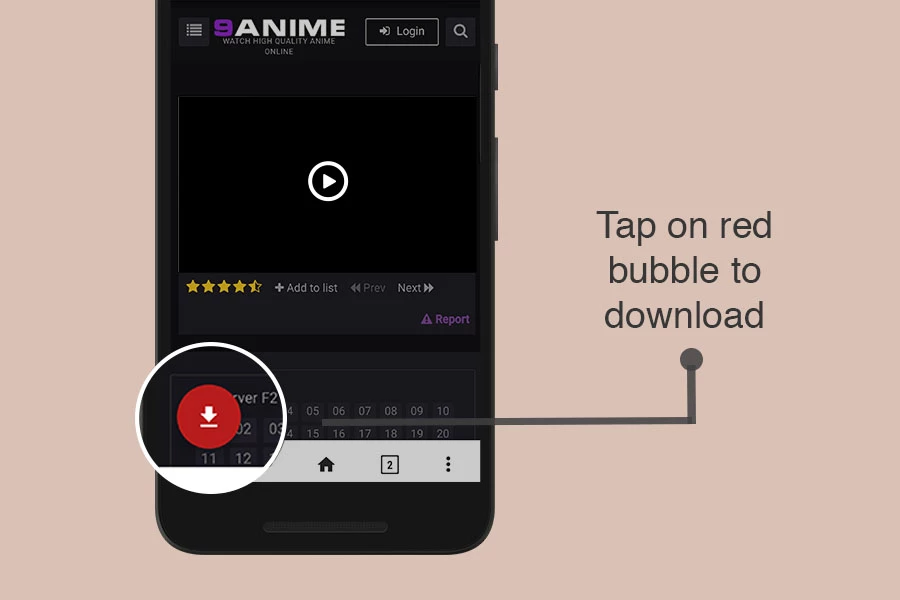 9ANIME
WATCH HIGH QUALITY ANIME
ONLINE
Login
Add to list
Prev
Next
Report
Tap on red
bubble to
download
rver F2
02 03 4 05 06 07 08 09 10
11 12 4 15 16 17 18 19 20
2